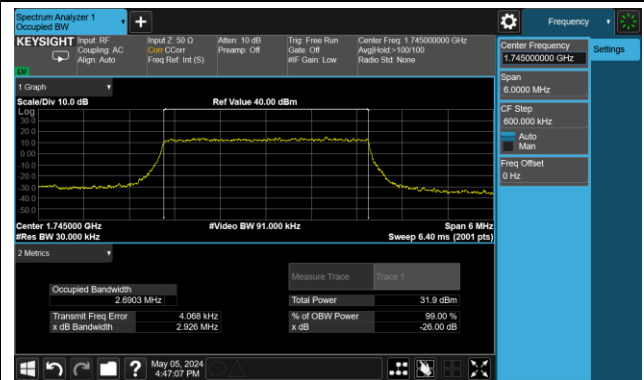 Spectrum Analyzer 1
Occupied BW
Frequency
KEYSIGHT
Input: RF
Coupling: AC
Align: Auto
Input Z: 50 Ω
Corr CCorr
Freq Ref: Int (S)
Atten: 10 dB
Preamp: Off
Trig: Free Run
Gate: Off
#IF Gain: Low
Center Freq: 1.745000000 GHz
Avg|Hold:>100/100
Radio Std: None
1 Graph
Scale/Div 10.0 dB
Ref Value 40.00 dBm
Log
30.0
20.0
10.0
0.00
-10.0
-20.0
-30.0
-40.0
-50.0
Center 1.745000 GHz
#Video BW 91.000 kHz
Span 6 MHz
#Res BW 30.000 kHz
Sweep 6.40 ms (2001 pts)
2 Metrics
Measure Trace
Trace 1
Occupied Bandwidth
2.6903 MHz
Total Power
31.9 dBm
Transmit Freq Error
4.068 kHz
% of OBW Power
99.00 %
x dB Bandwidth
2.926 MHz
x dB
-26.00 dB
May 05, 2024
4:47:07 PM
Center Frequency
1.745000000 GHz
Settings
Span
6.0000 MHz
CF Step
600.000 kHz
Auto
Man
Freq Offset
0 Hz